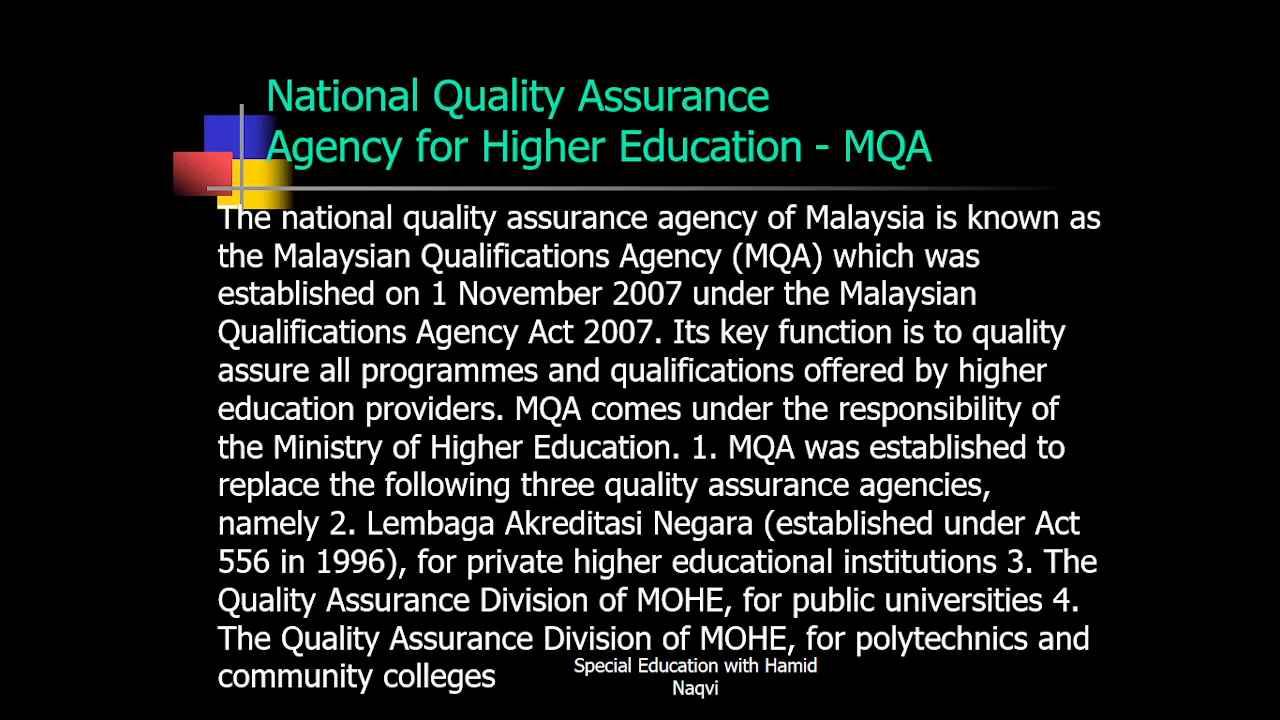 National Quality Assurance
Agency for Higher Education - MQA
The national quality assurance agency of Malaysia is known as
the Malaysian Qualifications Agency (MQA) which was
established on 1 November 2007 under the Malaysian
Qualifications Agency Act 2007. Its key function is to quality
assure all programmes and qualifications offered by higher
education providers. MQA comes under the responsibility of
the Ministry of Higher Education. 1. MQA was established to
replace the following three quality assurance agencies,
namely 2. Lembaga Akreditasi Negara (established under Act
556 in 1996), for private higher educational institutions 3. The
Quality Assurance Division of MOHE, for public universities 4.
The Quality Assurance Division of MOHE, for polytechnics and
community colleges
Special Education with Hamid
Naqvi